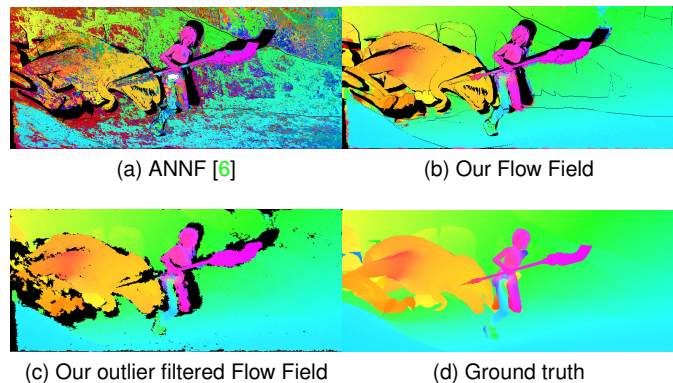 (a) ANNF [6]
(b) Our Flow Field
(c) Our outlier filtered Flow Field
(d) Ground truth